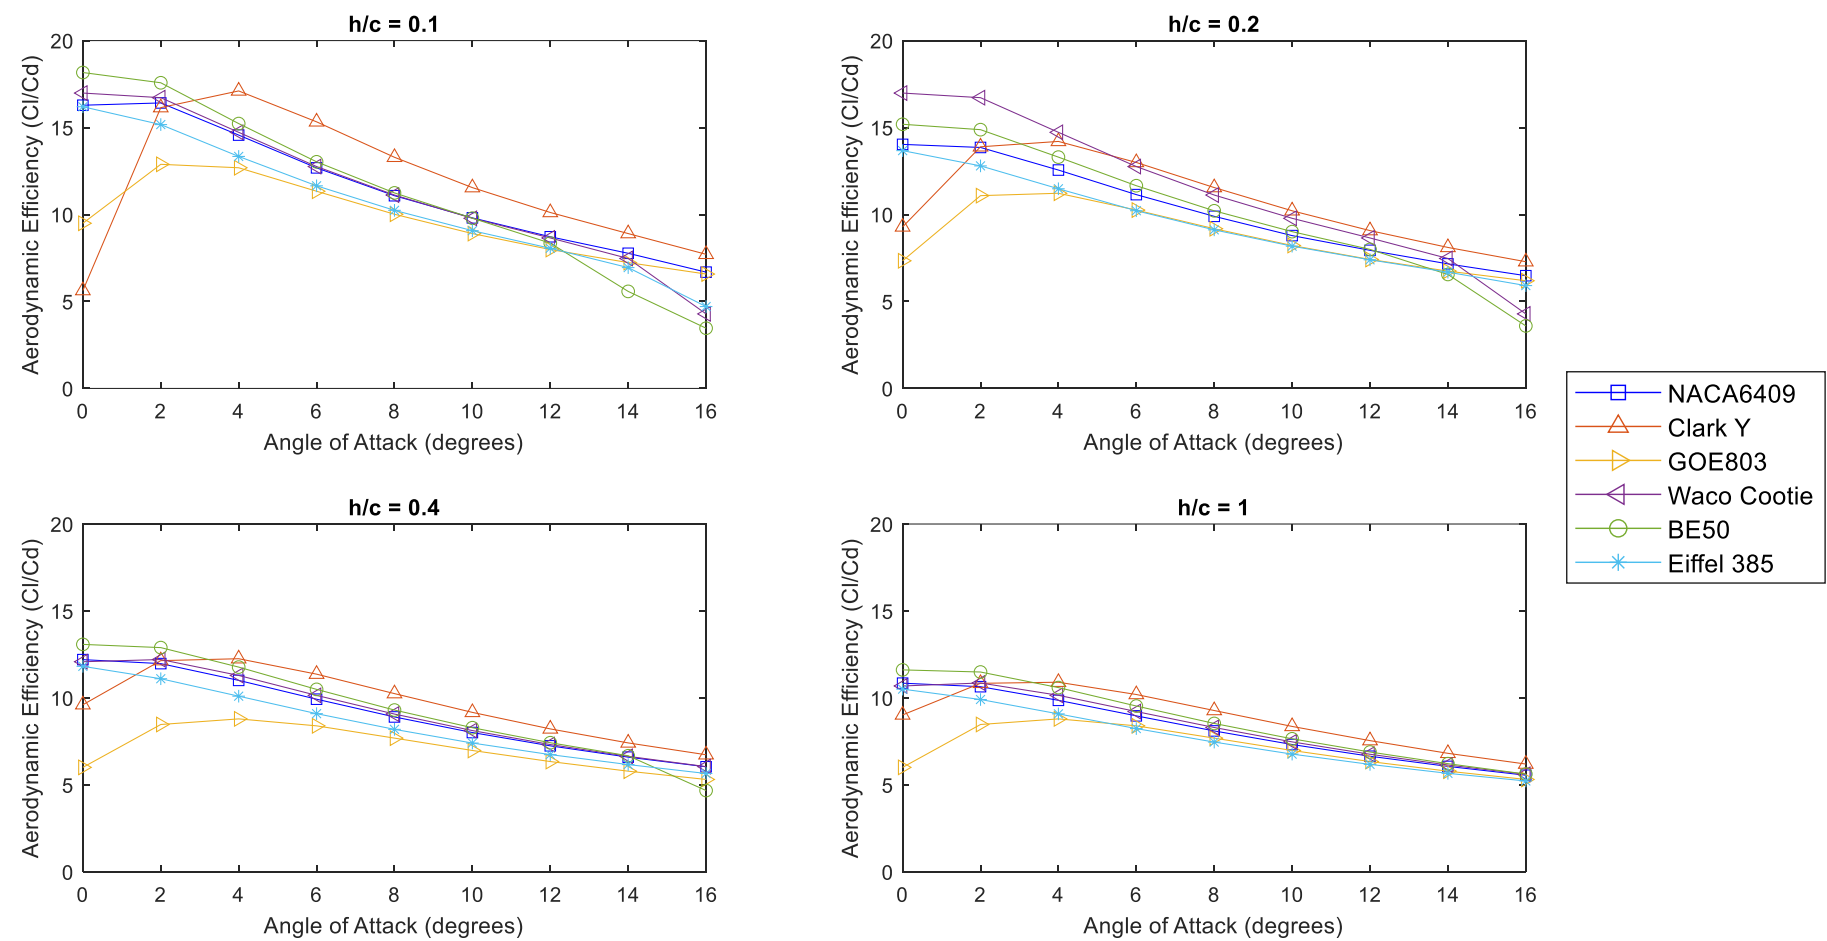 h/c = 0.1
Aerodynamic Efficiency (Cl/Cd)
20
15
10
5
0
0 2 4 6 8 10 12 14 16
Angle of Attack (degrees)
h/c = 0.2
Aerodynamic Efficiency (Cl/Cd)
20
15
10
5
0
0 2 4 6 8 10 12 14 16
Angle of Attack (degrees)
h/c = 0.4
Aerodynamic Efficiency (Cl/Cd)
20
15
10
5
0
0 2 4 6 8 10 12 14 16
Angle of Attack (degrees)
h/c = 1
Aerodynamic Efficiency (Cl/Cd)
20
15
10
5
0
0 2 4 6 8 10 12 14 16
Angle of Attack (degrees)
NACA6409
Clark Y
GOE803
Waco Cootie
BE50
Eiffel 385